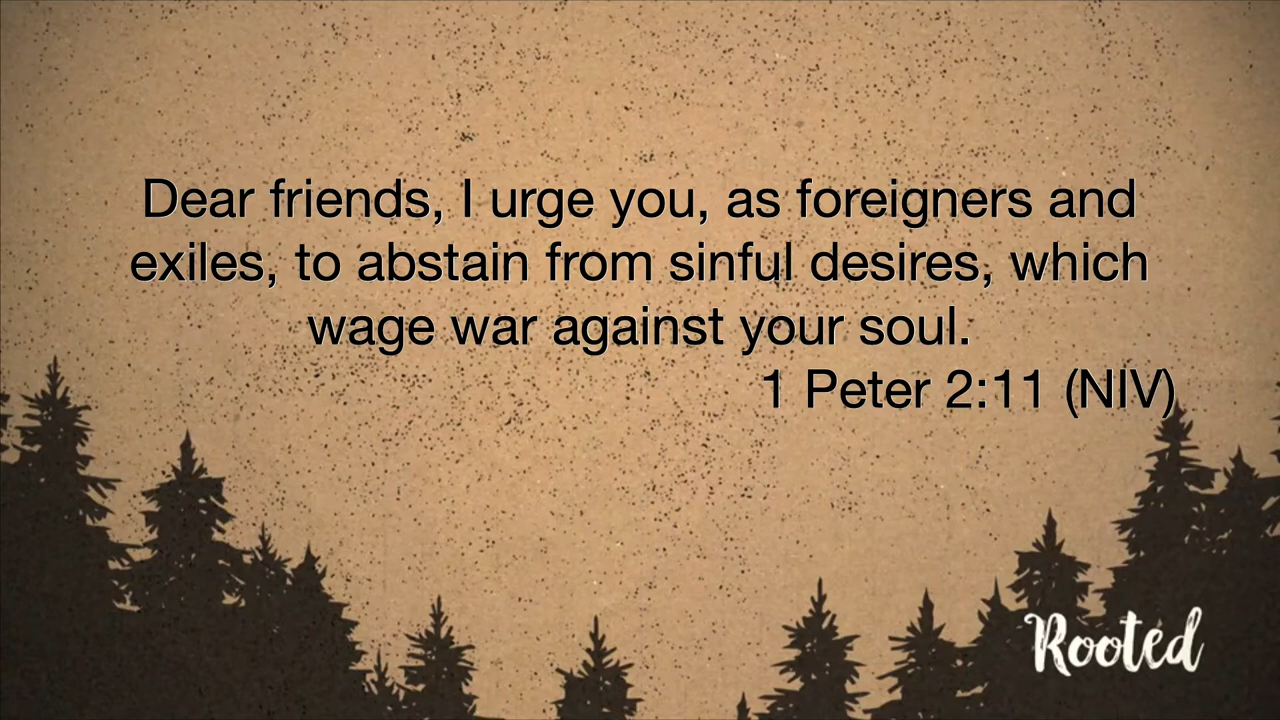 Dear friends, I urge you, as foreigners and
exiles, to abstain from sinful desires, which
wage war against your soul.
1 Peter 2:11 (NIV)
Rooted